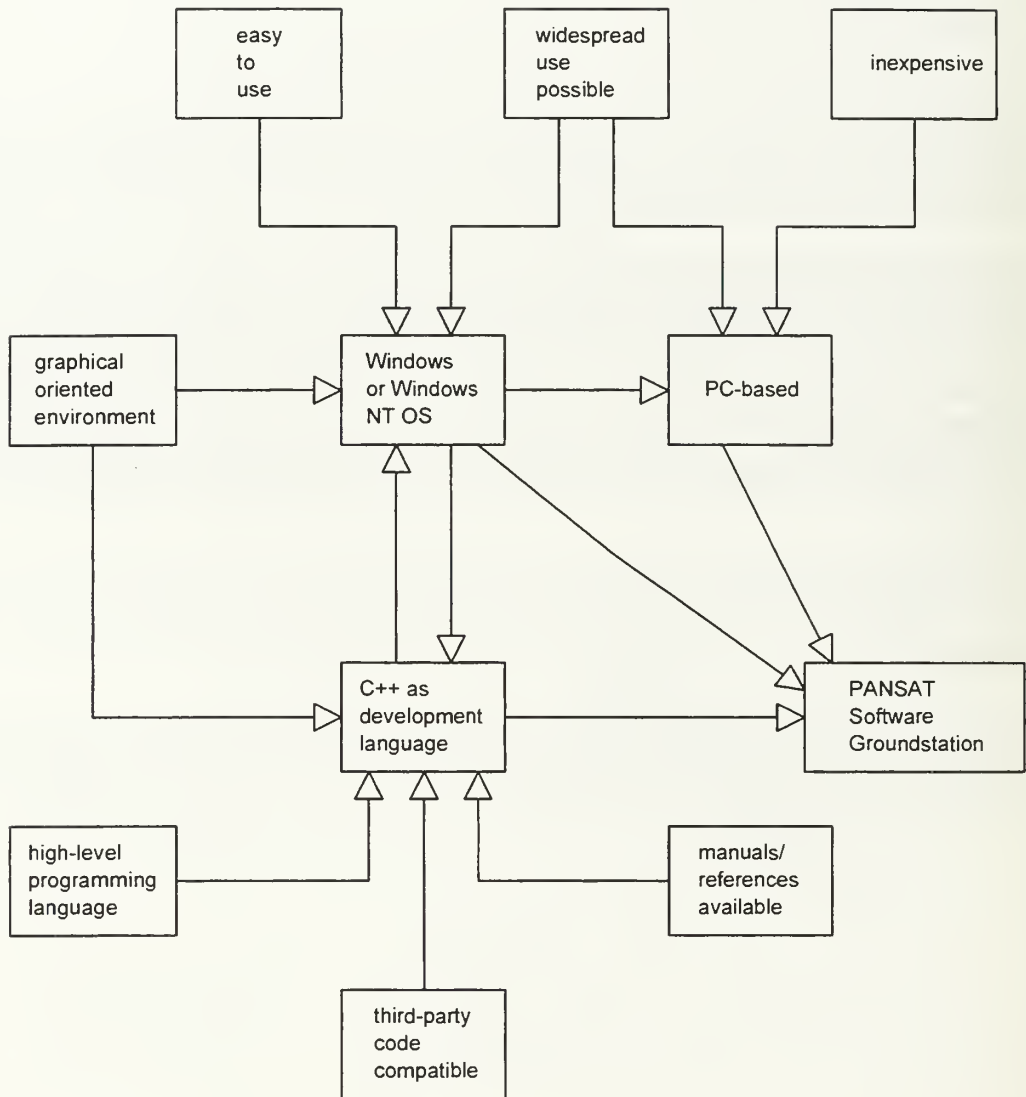 easy
to
use
widespread
use
possible
inexpensive
graphical
oriented
environment
Windows
or Windows
NT OS
PC-based
C++ as
development
language
PANSAT
Software
Groundstation
high-level
programming
language
manuals/
references
available
third-party
code
compatible